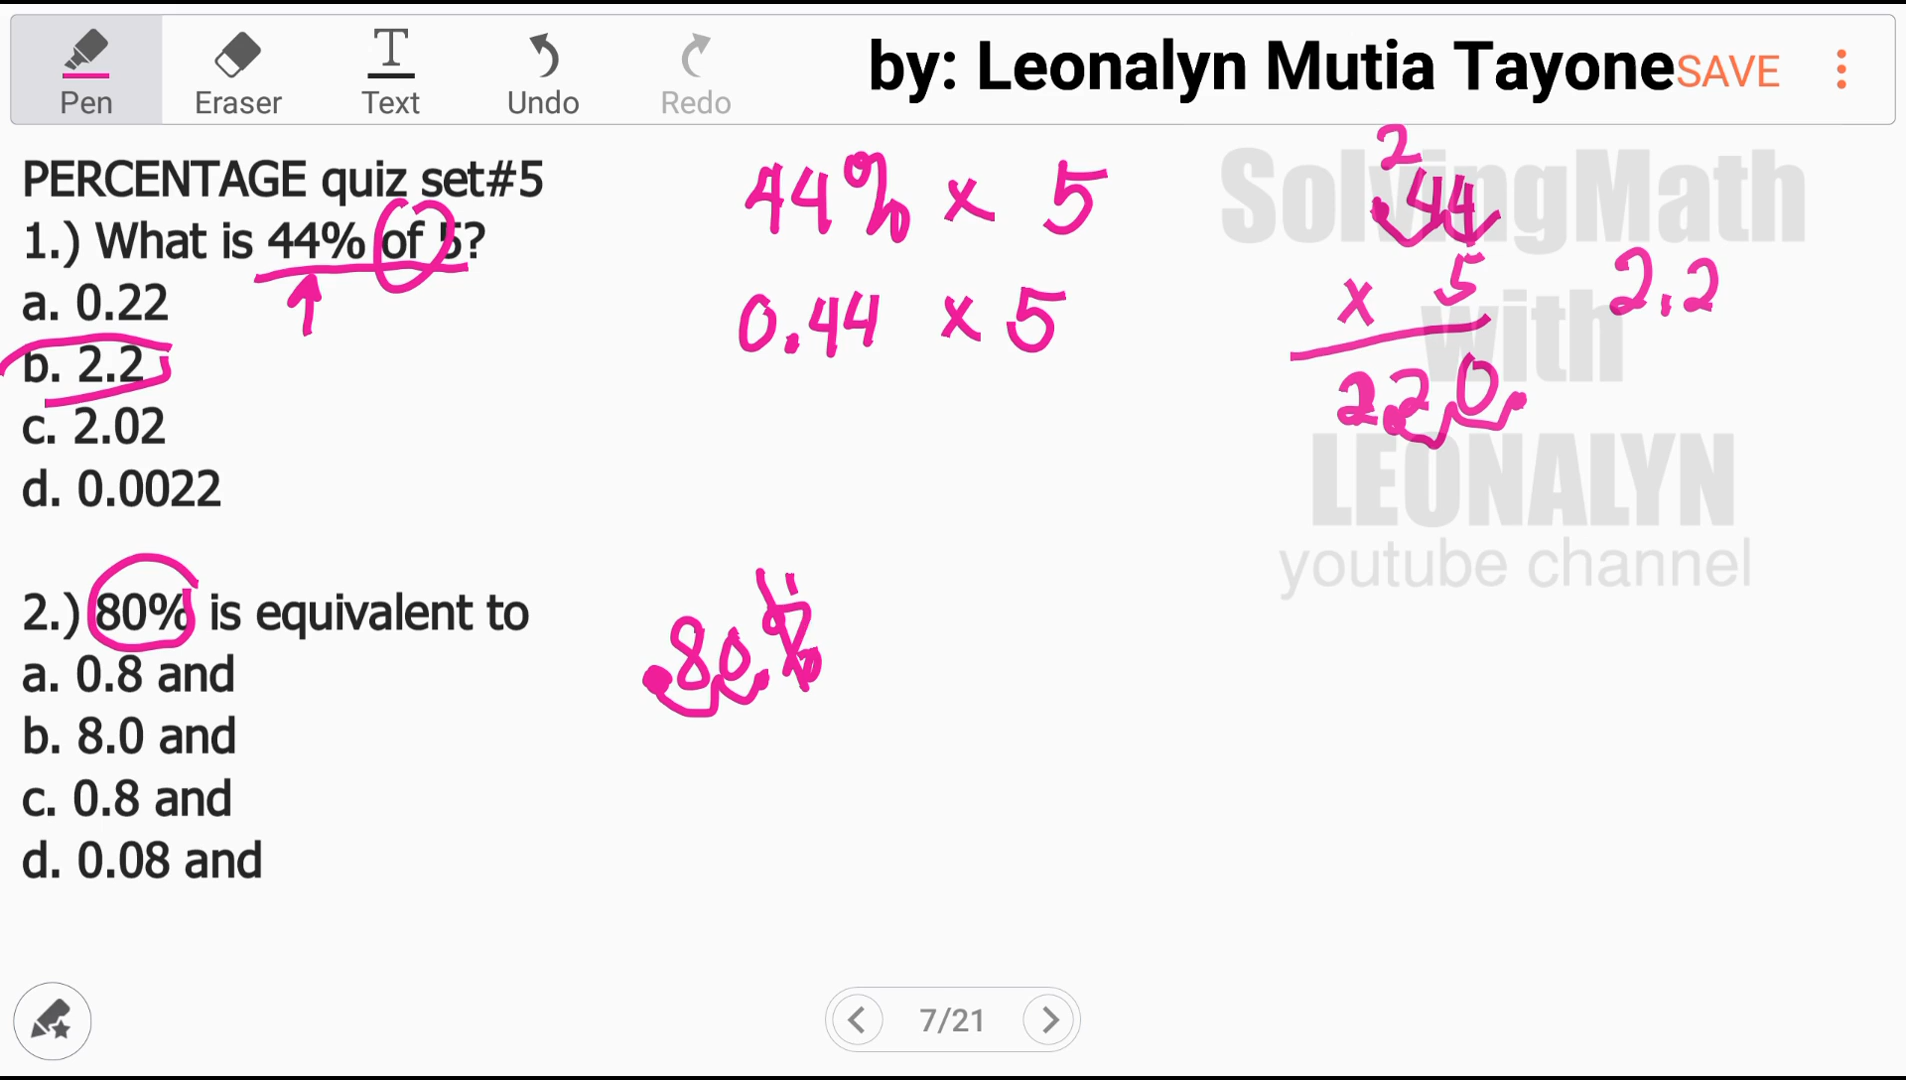 Pen
Eraser
T
Text
Undo
Redo
by: Leonalyn Mutia Tayone
SAVE
PERCENTAGE quiz set#5
1.) What is 44% of 5?
a. 0.22
b. 2.2
c. 2.02
d. 0.0022
2.) 80% is equivalent to
a. 0.8 and
b. 8.0 and
c. 0.8 and
d. 0.08 and
44% x 5
0.44 x 5
2
.44
x 5
2.20.
2.2
.80.%
SolvingMath
with
LEONALYN
youtube channel
7/21